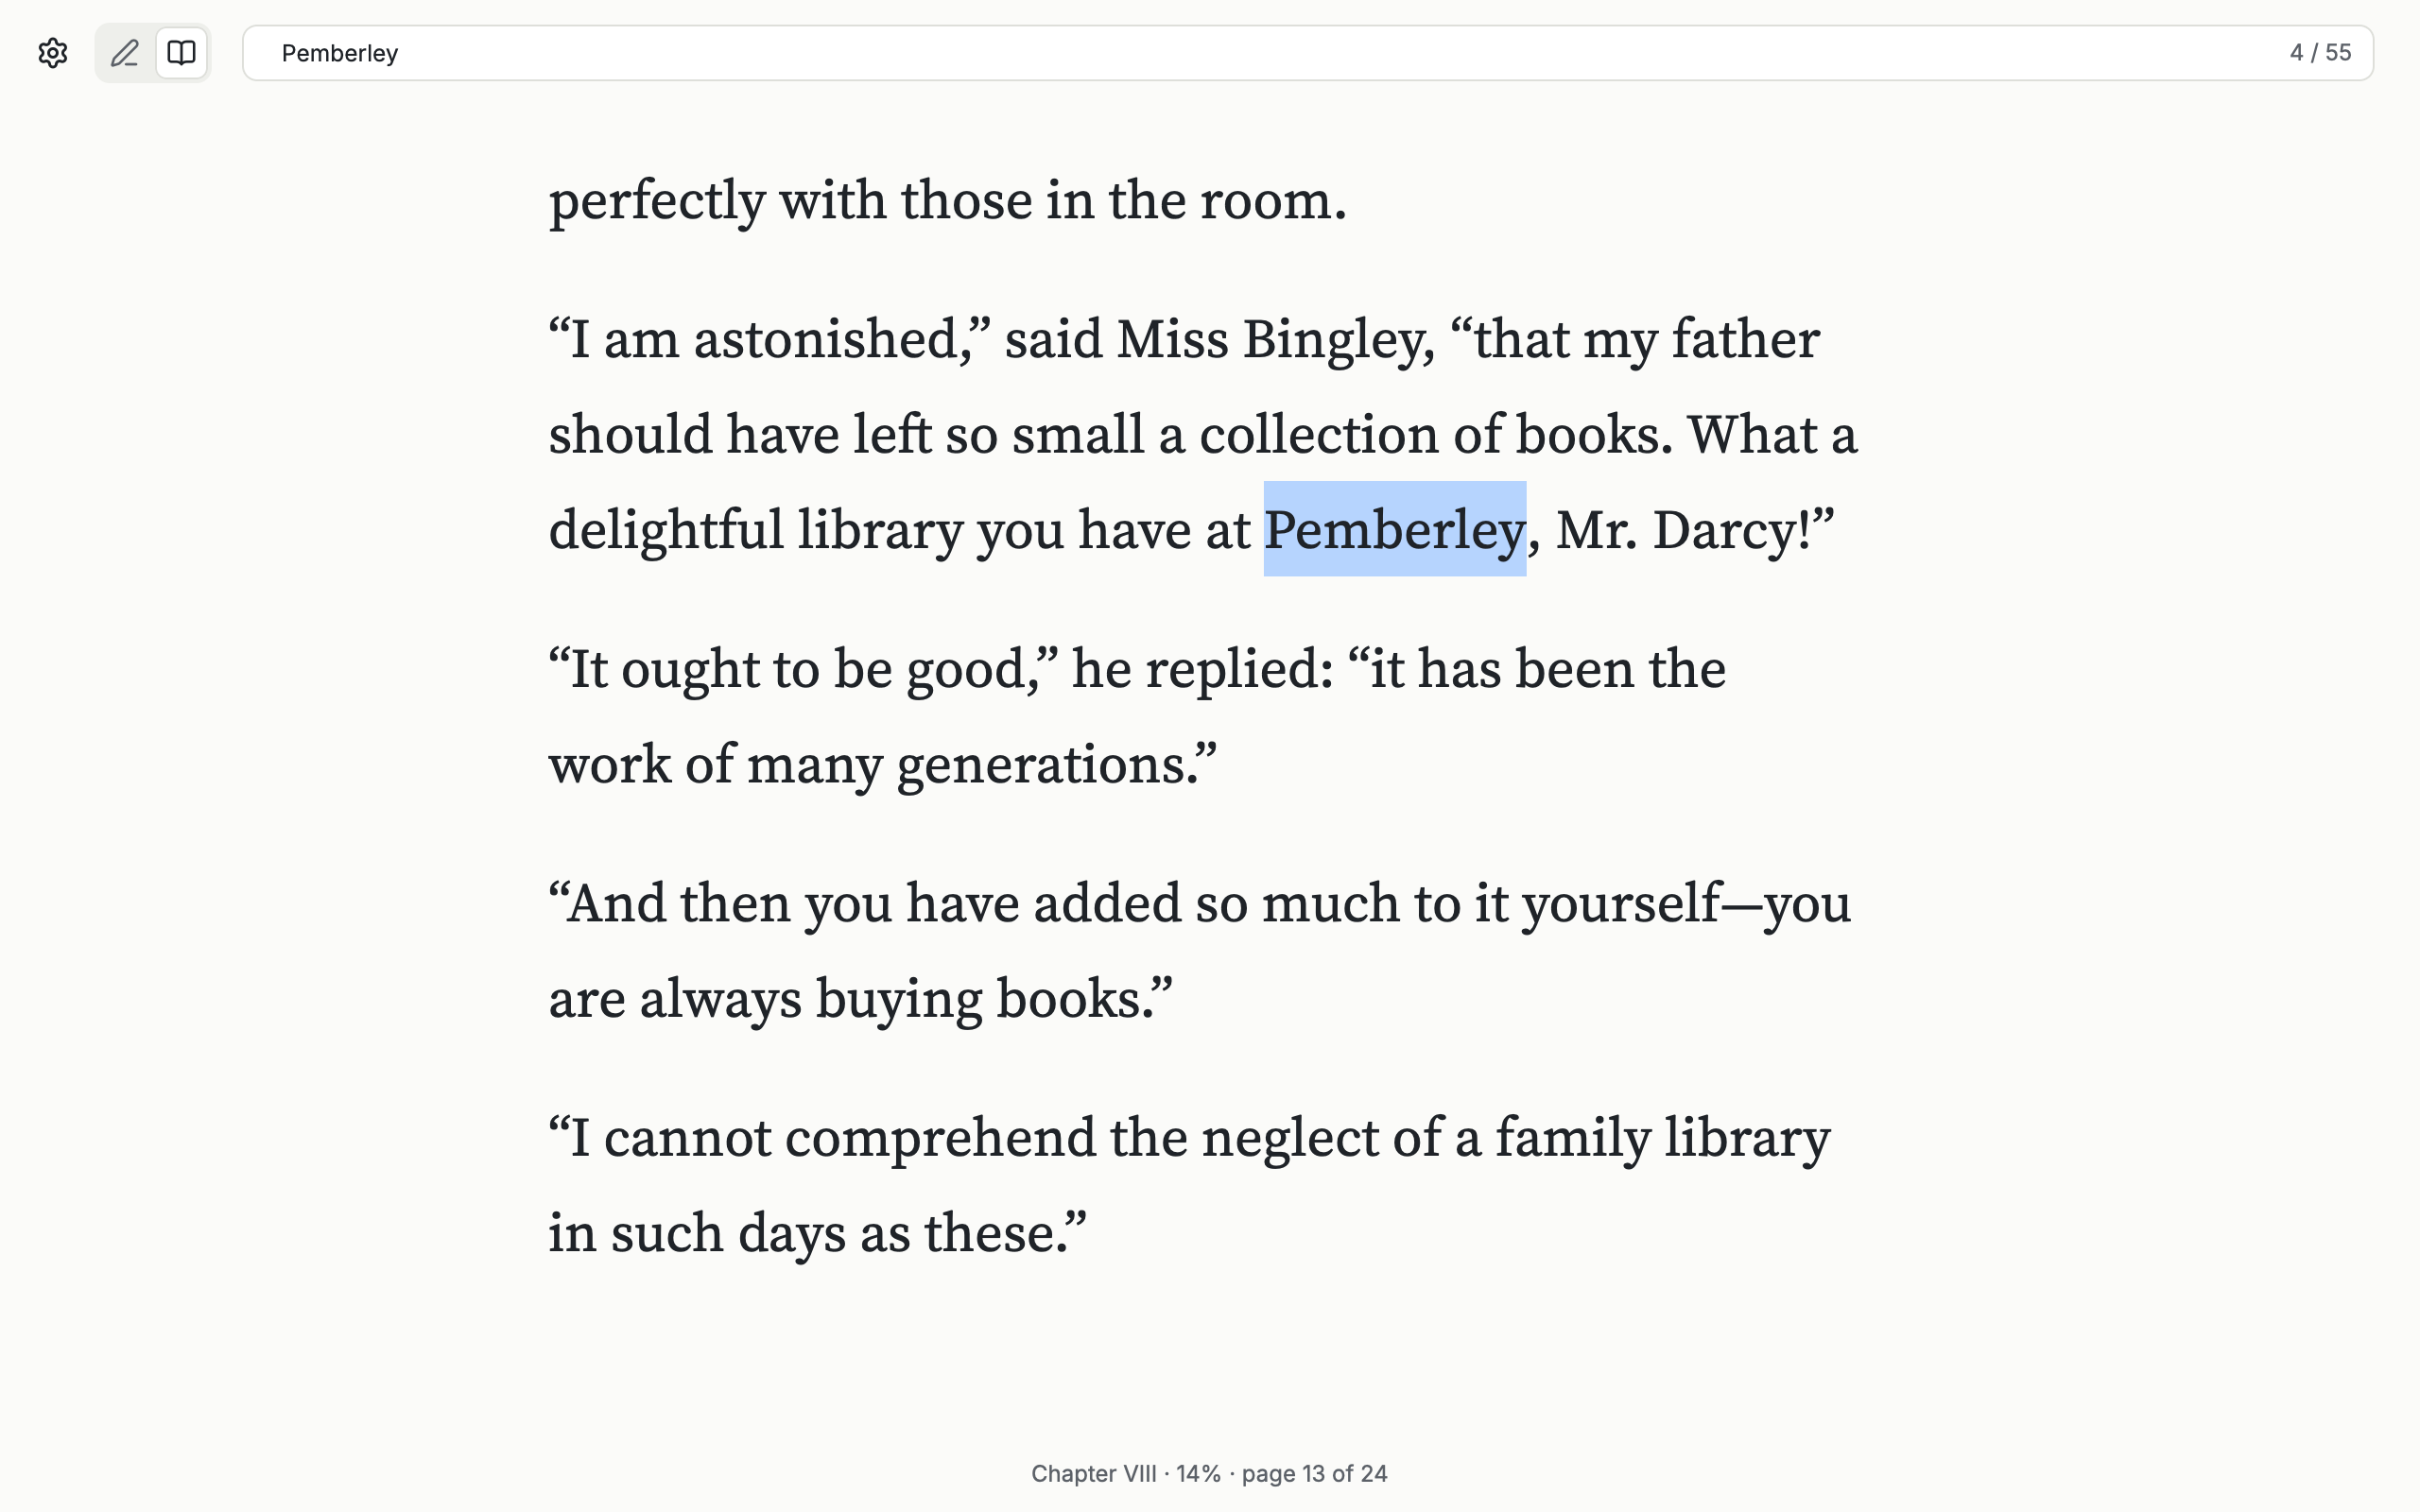 Pemberley
4 / 55
perfectly with those in the room.
“I am astonished,” said Miss Bingley, “that my father
should have left so small a collection of books. What a
delightful library you have at Pemberley, Mr. Darcy!”
“It ought to be good,” he replied: “it has been the
work of many generations.”
“And then you have added so much to it yourself—you
are always buying books.”
“I cannot comprehend the neglect of a family library
in such days as these.”
Chapter VIII · 14% · page 13 of 24